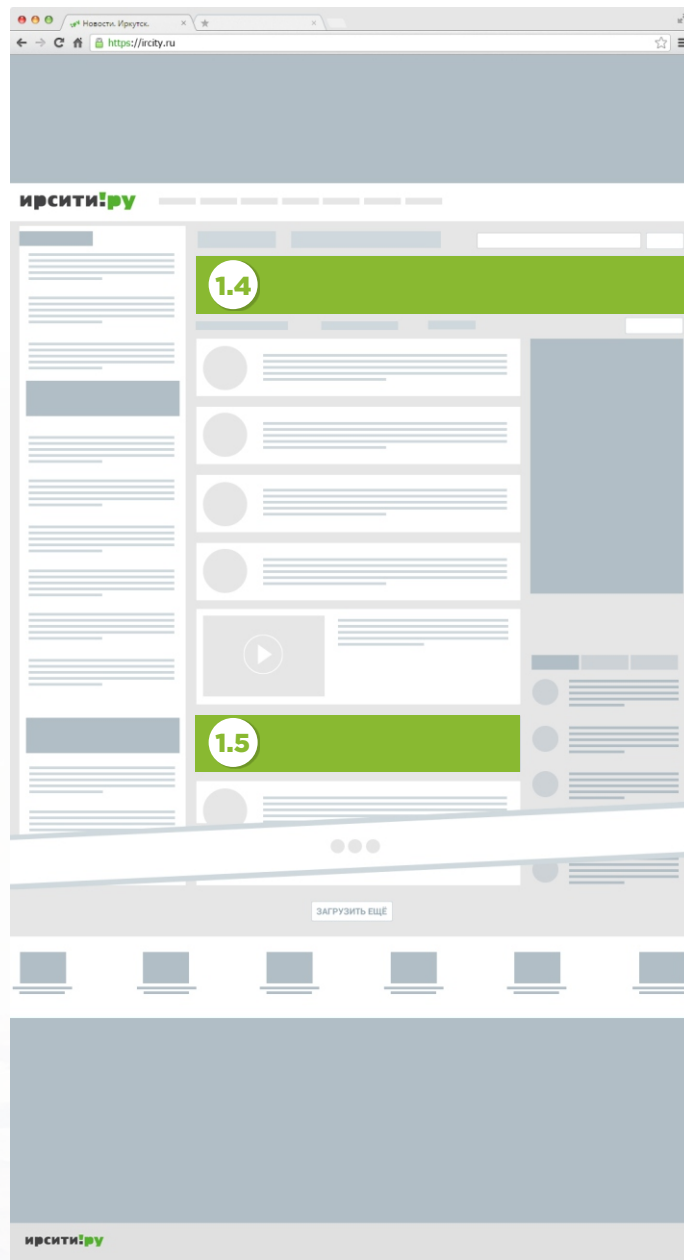 Новости. Иркутск.
https://ircity.ru
ирсити!ру
1.4
1.5
ЗАГРУЗИТЬ ЕЩЁ
ирсити!ру